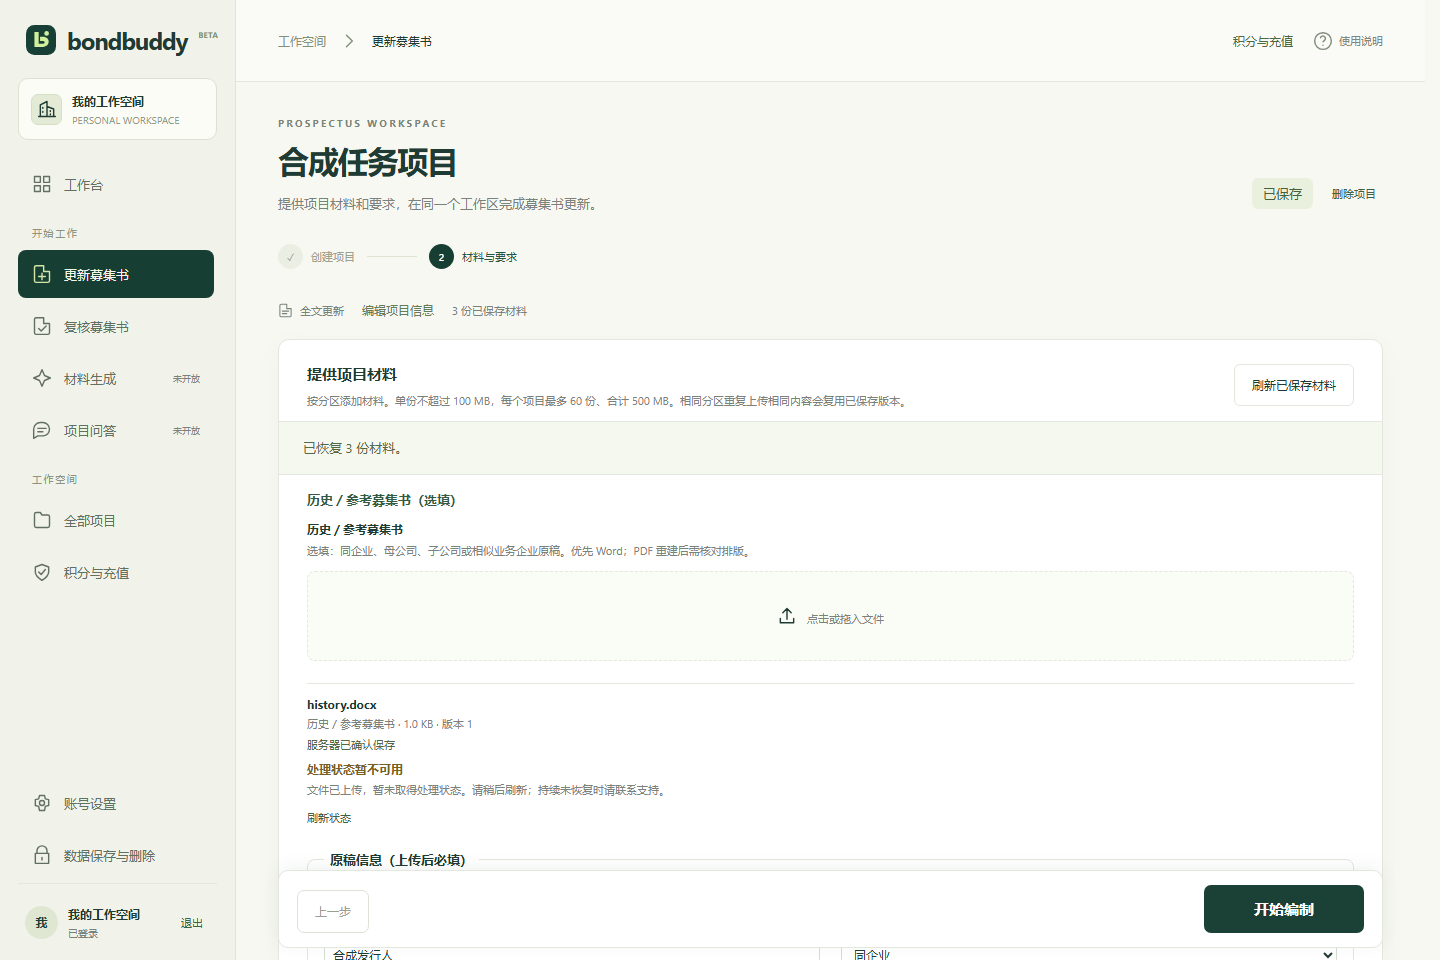 bondbuddy BETA
我的工作空间
PERSONAL WORKSPACE
工作台
开始工作
更新募集书
复核募集书
材料生成 未开放
项目问答 未开放
工作空间
全部项目
积分与充值
账号设置
数据保存与删除
我 我的工作空间
已登录
退出
工作空间 更新募集书
积分与充值 使用说明
PROSPECTUS WORKSPACE
合成任务项目
提供项目材料和要求，在同一个工作区完成募集书更新。
已保存 删除项目
✓ 创建项目 2 材料与要求
全文更新 编辑项目信息 3 份已保存材料
提供项目材料
按分区添加材料。单份不超过 100 MB，每个项目最多 60 份、合计 500 MB。相同分区重复上传相同内容会复用已保存版本。
刷新已保存材料
已恢复 3 份材料。
历史 / 参考募集书（选填）
历史 / 参考募集书
选填：同企业、母公司、子公司或相似业务企业原稿。优先 Word；PDF 重建后需核对排版。
点击或拖入文件
history.docx
历史 / 参考募集书 · 1.0 KB · 版本 1
服务器已确认保存
处理状态暂不可用
文件已上传，暂未取得处理状态。请稍后刷新；持续未恢复时请联系支持。
刷新状态
原稿信息（上传后必填）
上一步 开始编制
合成发行人 同企业